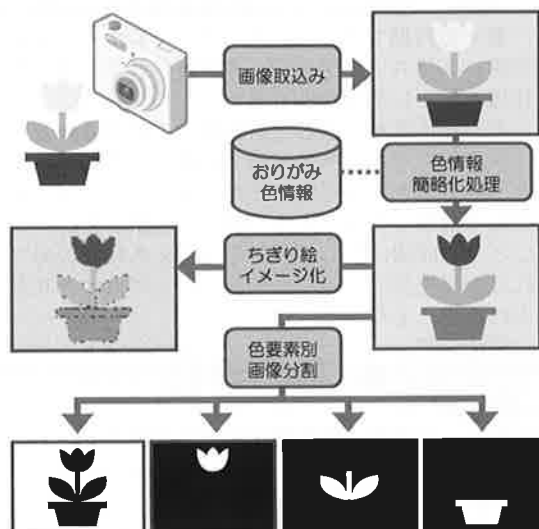 画像取込み
おりがみ
色情報
色情報
簡略化処理
ちぎり絵
イメージ化
色要素別
画像分割